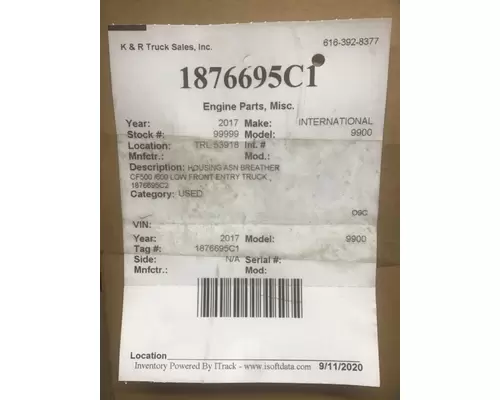 K & R Truck Sales, Inc. 616-392-8377
1876695C1
Engine Parts, Misc.
Year: 2017 Make: INTERNATIONAL
Stock #: 99999 Model: 9900
Location: TRL 53918 Int. #
Mnfctr.: Mod.:
Description: HOUSING ASN BREATHER
CF500 /600 LOW FRONT ENTRY TRUCK
1876695C2
Category: USED
O9C
VIN:
Year: 2017 Model: 9900
Tag #: 1876695C1
Side: N/A Serial #:
Mnfctr.: Mod:
Location
Inventory Powered By ITrack - www.isoftdata.com 9/11/2020